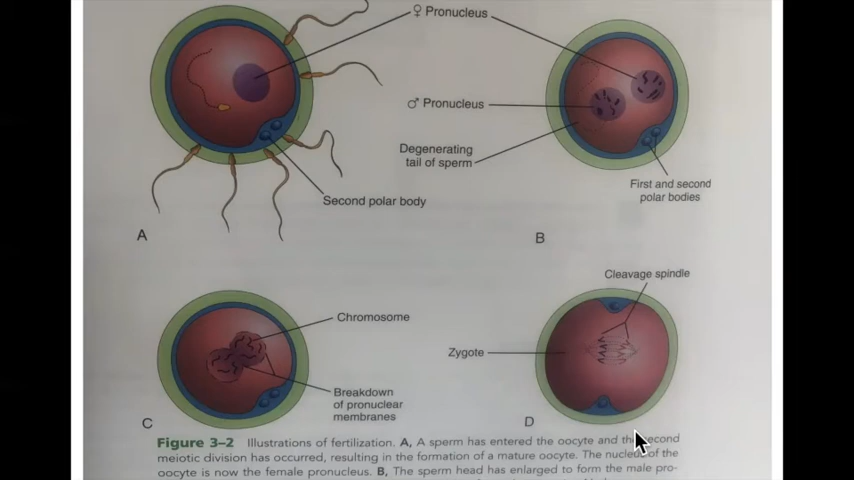 ♀ Pronucleus
♂ Pronucleus
Degenerating
tail of sperm
Second polar body
First and second
polar bodies
A
B
Cleavage spindle
Chromosome
Zygote
Breakdown
of pronuclear
membranes
C
D
Figure 3–2 Illustrations of fertilization. A, A sperm has entered the oocyte and the second
meiotic division has occurred, resulting in the formation of a mature oocyte. The nucleus of the
oocyte is now the female pronucleus. B, The sperm head has enlarged to form the male pro-